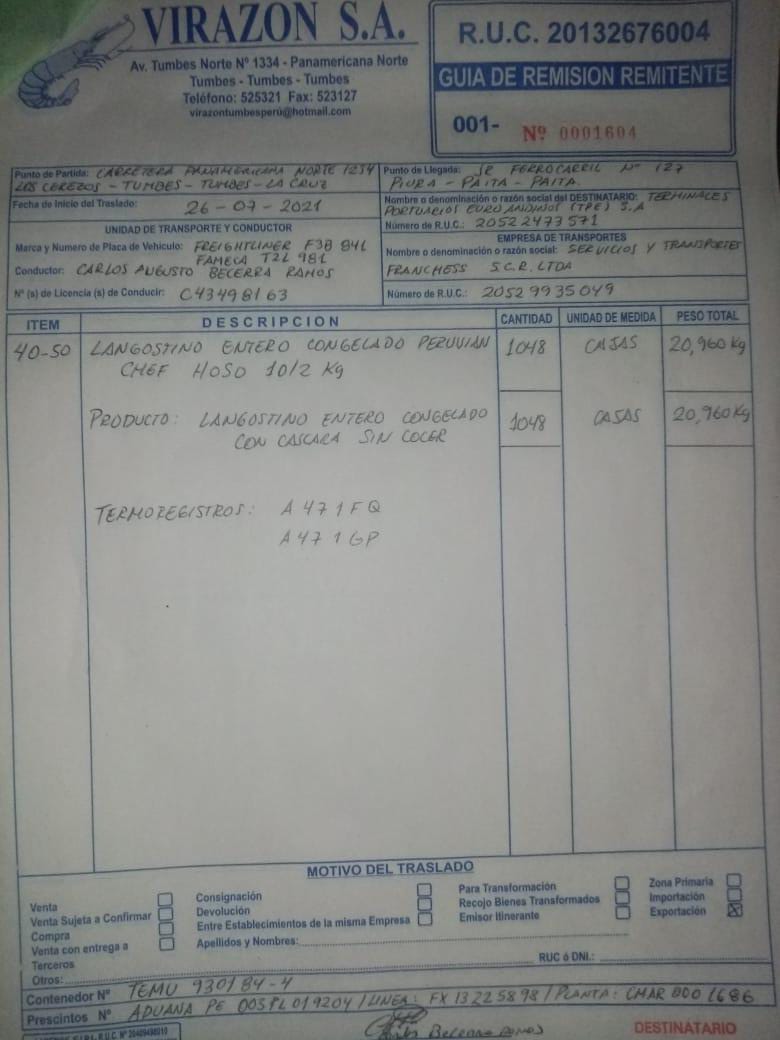 VIRAZON S.A.
Av. Tumbes Norte Nº 1334 - Panamericana Norte
Tumbes - Tumbes - Tumbes
Teléfono: 525321 Fax: 523127
virazontumbesperú@hotmail.com
R.U.C. 20132676004
GUIA DE REMISION REMITENTE
001- Nº 0001604
Punto de Partida: CARRETERA PANAMERICANA NORTE 1234
LOS CEREZOS - TUMBES - TUMBES - LA CRUZ
Punto de Llegada: JR FERROCARRIL Nº 127
PIURA - PAITA - PAITA.
Fecha de Inicio del Traslado: 26-07-2021
Nombre o denominación o razón social del DESTINATARIO: TERMINALES
PORTUARIOS EUROANDINOS (TPE) S.A
Número de R.U.C.: 20522473571
UNIDAD DE TRANSPORTE Y CONDUCTOR
Marca y Numero de Placa de Vehículo: FREIGHTLINER F3B 841
FAMECA T2L 981
Conductor: CARLOS AUGUSTO BECERRA RAMOS
Nº (s) de Licencia (s) de Conducir: C43498163
EMPRESA DE TRANSPORTES
Nombre o denominación o razón social: SERVICIOS Y TRANSPORTES
FRANCHESS S.C.R. LTDA
Número de R.U.C.: 20529935049
ITEM DESCRIPCION CANTIDAD UNIDAD DE MEDIDA PESO TOTAL
40-50 LANGOSTINO ENTERO CONGELADO PERUVIAN 1048 CAJAS 20,960 Kg
CHEF HOSO 10/2 Kg
PRODUCTO: LANGOSTINO ENTERO CONGELADO 1048 CAJAS 20,960 Kg
CON CASCARA SIN COCER
TERMOREGISTROS: A471FQ
A471GP
MOTIVO DEL TRASLADO
Venta
Venta Sujeta a Confirmar
Compra
Venta con entrega a
Terceros
Otros:
Consignación
Devolución
Entre Establecimientos de la misma Empresa
Apellidos y Nombres:
Para Transformación
Recojo Bienes Transformados
Emisor Itinerante
Zona Primaria
Importación
Exportación
RUC ó DNI.:
Contenedor Nº TEMU 930184-4
Prescintos Nº ADUANA PE 003PL019204 / LINEA: FX13225898 / PLANTA: CMAR 000 1686
R.U.C. Nº 20409498010
DESTINATARIO